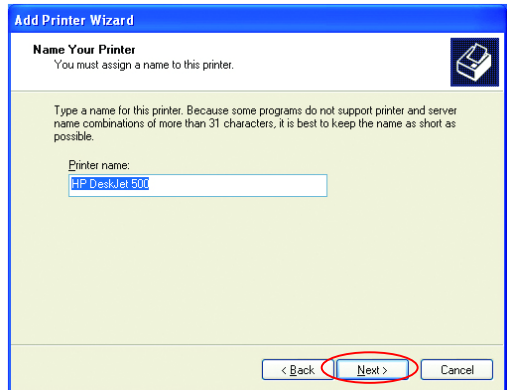 Add Printer Wizard
Name Your Printer
You must assign a name to this printer.
Type a name for this printer. Because some programs do not support printer and server
name combinations of more than 31 characters, it is best to keep the name as short as
possible.
Printer name:
HP DeskJet 500
< Back
Next >
Cancel